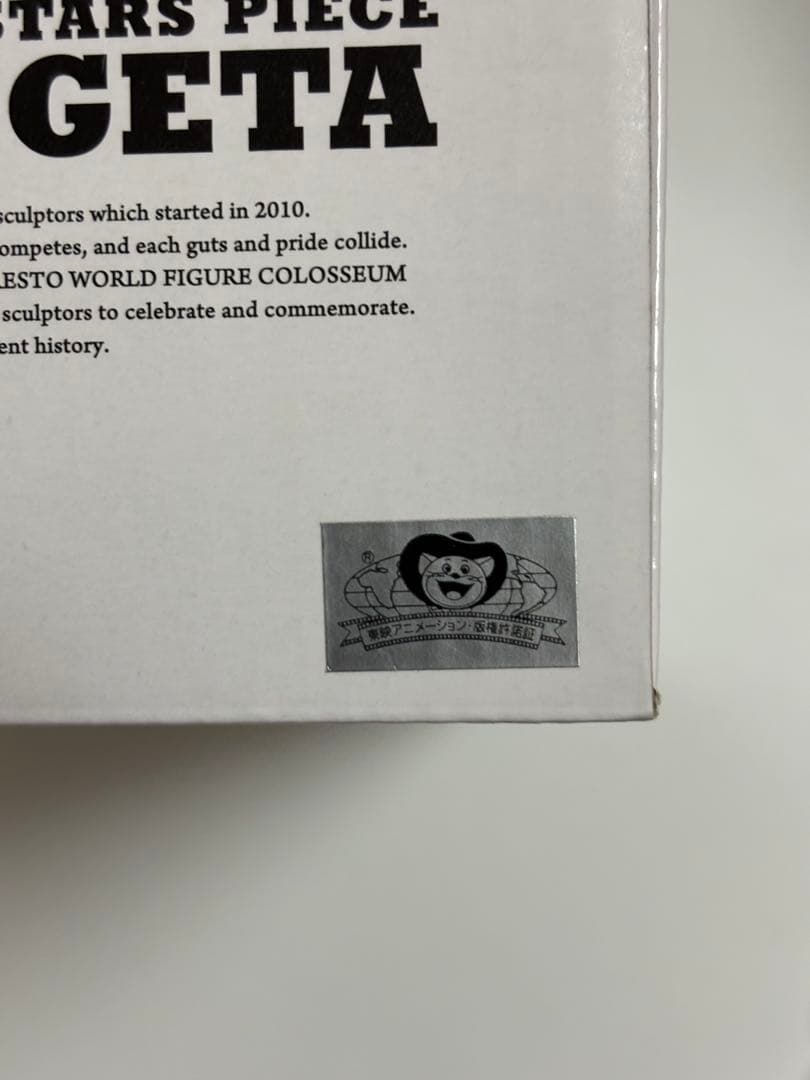 STARS PIECE
GETA
sculptors which started in 2010.
ompetes, and each guts and pride collide.
ESTO WORLD FIGURE COLOSSEUM
sculptors to celebrate and commemorate.
ent history.
®
東映アニメーション・版権許諾証